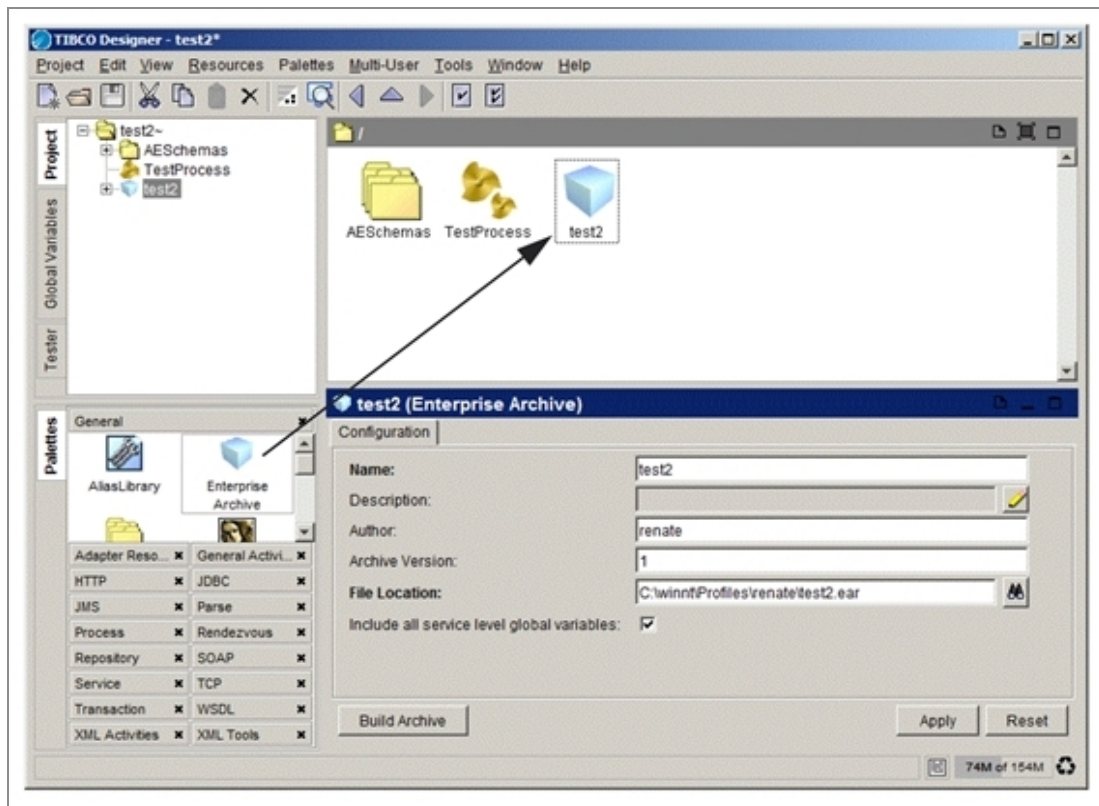 TIBCO Designer - test2*
Project Edit View Resources Palettes Multi-User Tools Window Help
Project
Global Variables
Tester
test2~
AESchemas
TestProcess
test2
/
AESchemas TestProcess test2
Palettes
General
AliasLibrary
Enterprise
Archive
Adapter Reso... General Activi...
HTTP JDBC
JMS Parse
Process Rendezvous
Repository SOAP
Service TCP
Transaction WSDL
XML Activities XML Tools
test2 (Enterprise Archive)
Configuration
Name: test2
Description:
Author: renate
Archive Version: 1
File Location: C:\winnt\Profiles\renate\test2.ear
Include all service level global variables:
Build Archive Apply Reset
74M of 154M